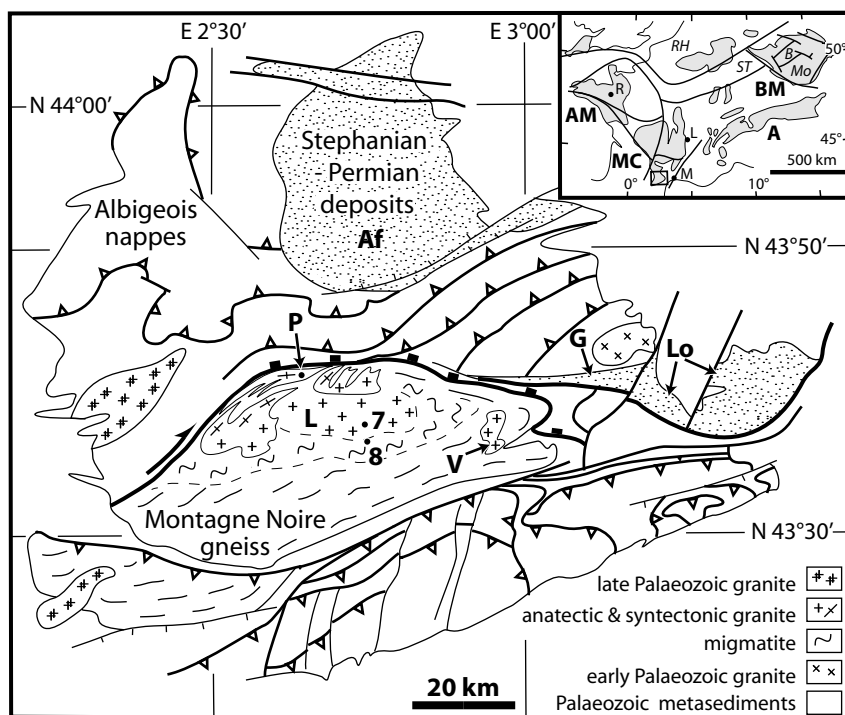 E 2°30′
E 3°00′
N 44°00′
Stephanian
- Permian
deposits
Af
Albigeois
nappes
N 43°50′
P
G
Lo
L
7
8
V
Montagne Noire
gneiss
N 43°30′
20 km
late Palaeozoic granite
anatectic & syntectonic granite
migmatite
early Palaeozoic granite
Palaeozoic metasediments
RH
ST
B
Mo
50°
BM
R
AM
A
L
45°
MC
M
0°
10°
500 km